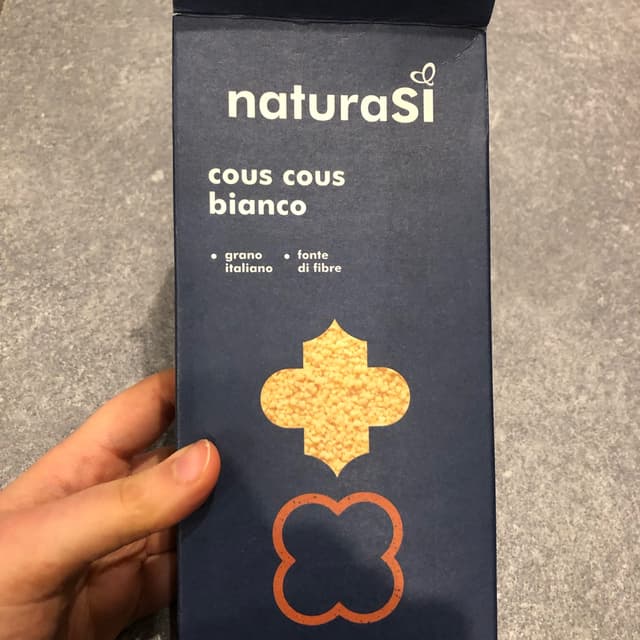 naturasì
cous cous
bianco
• grano
italiano
• fonte
di fibre